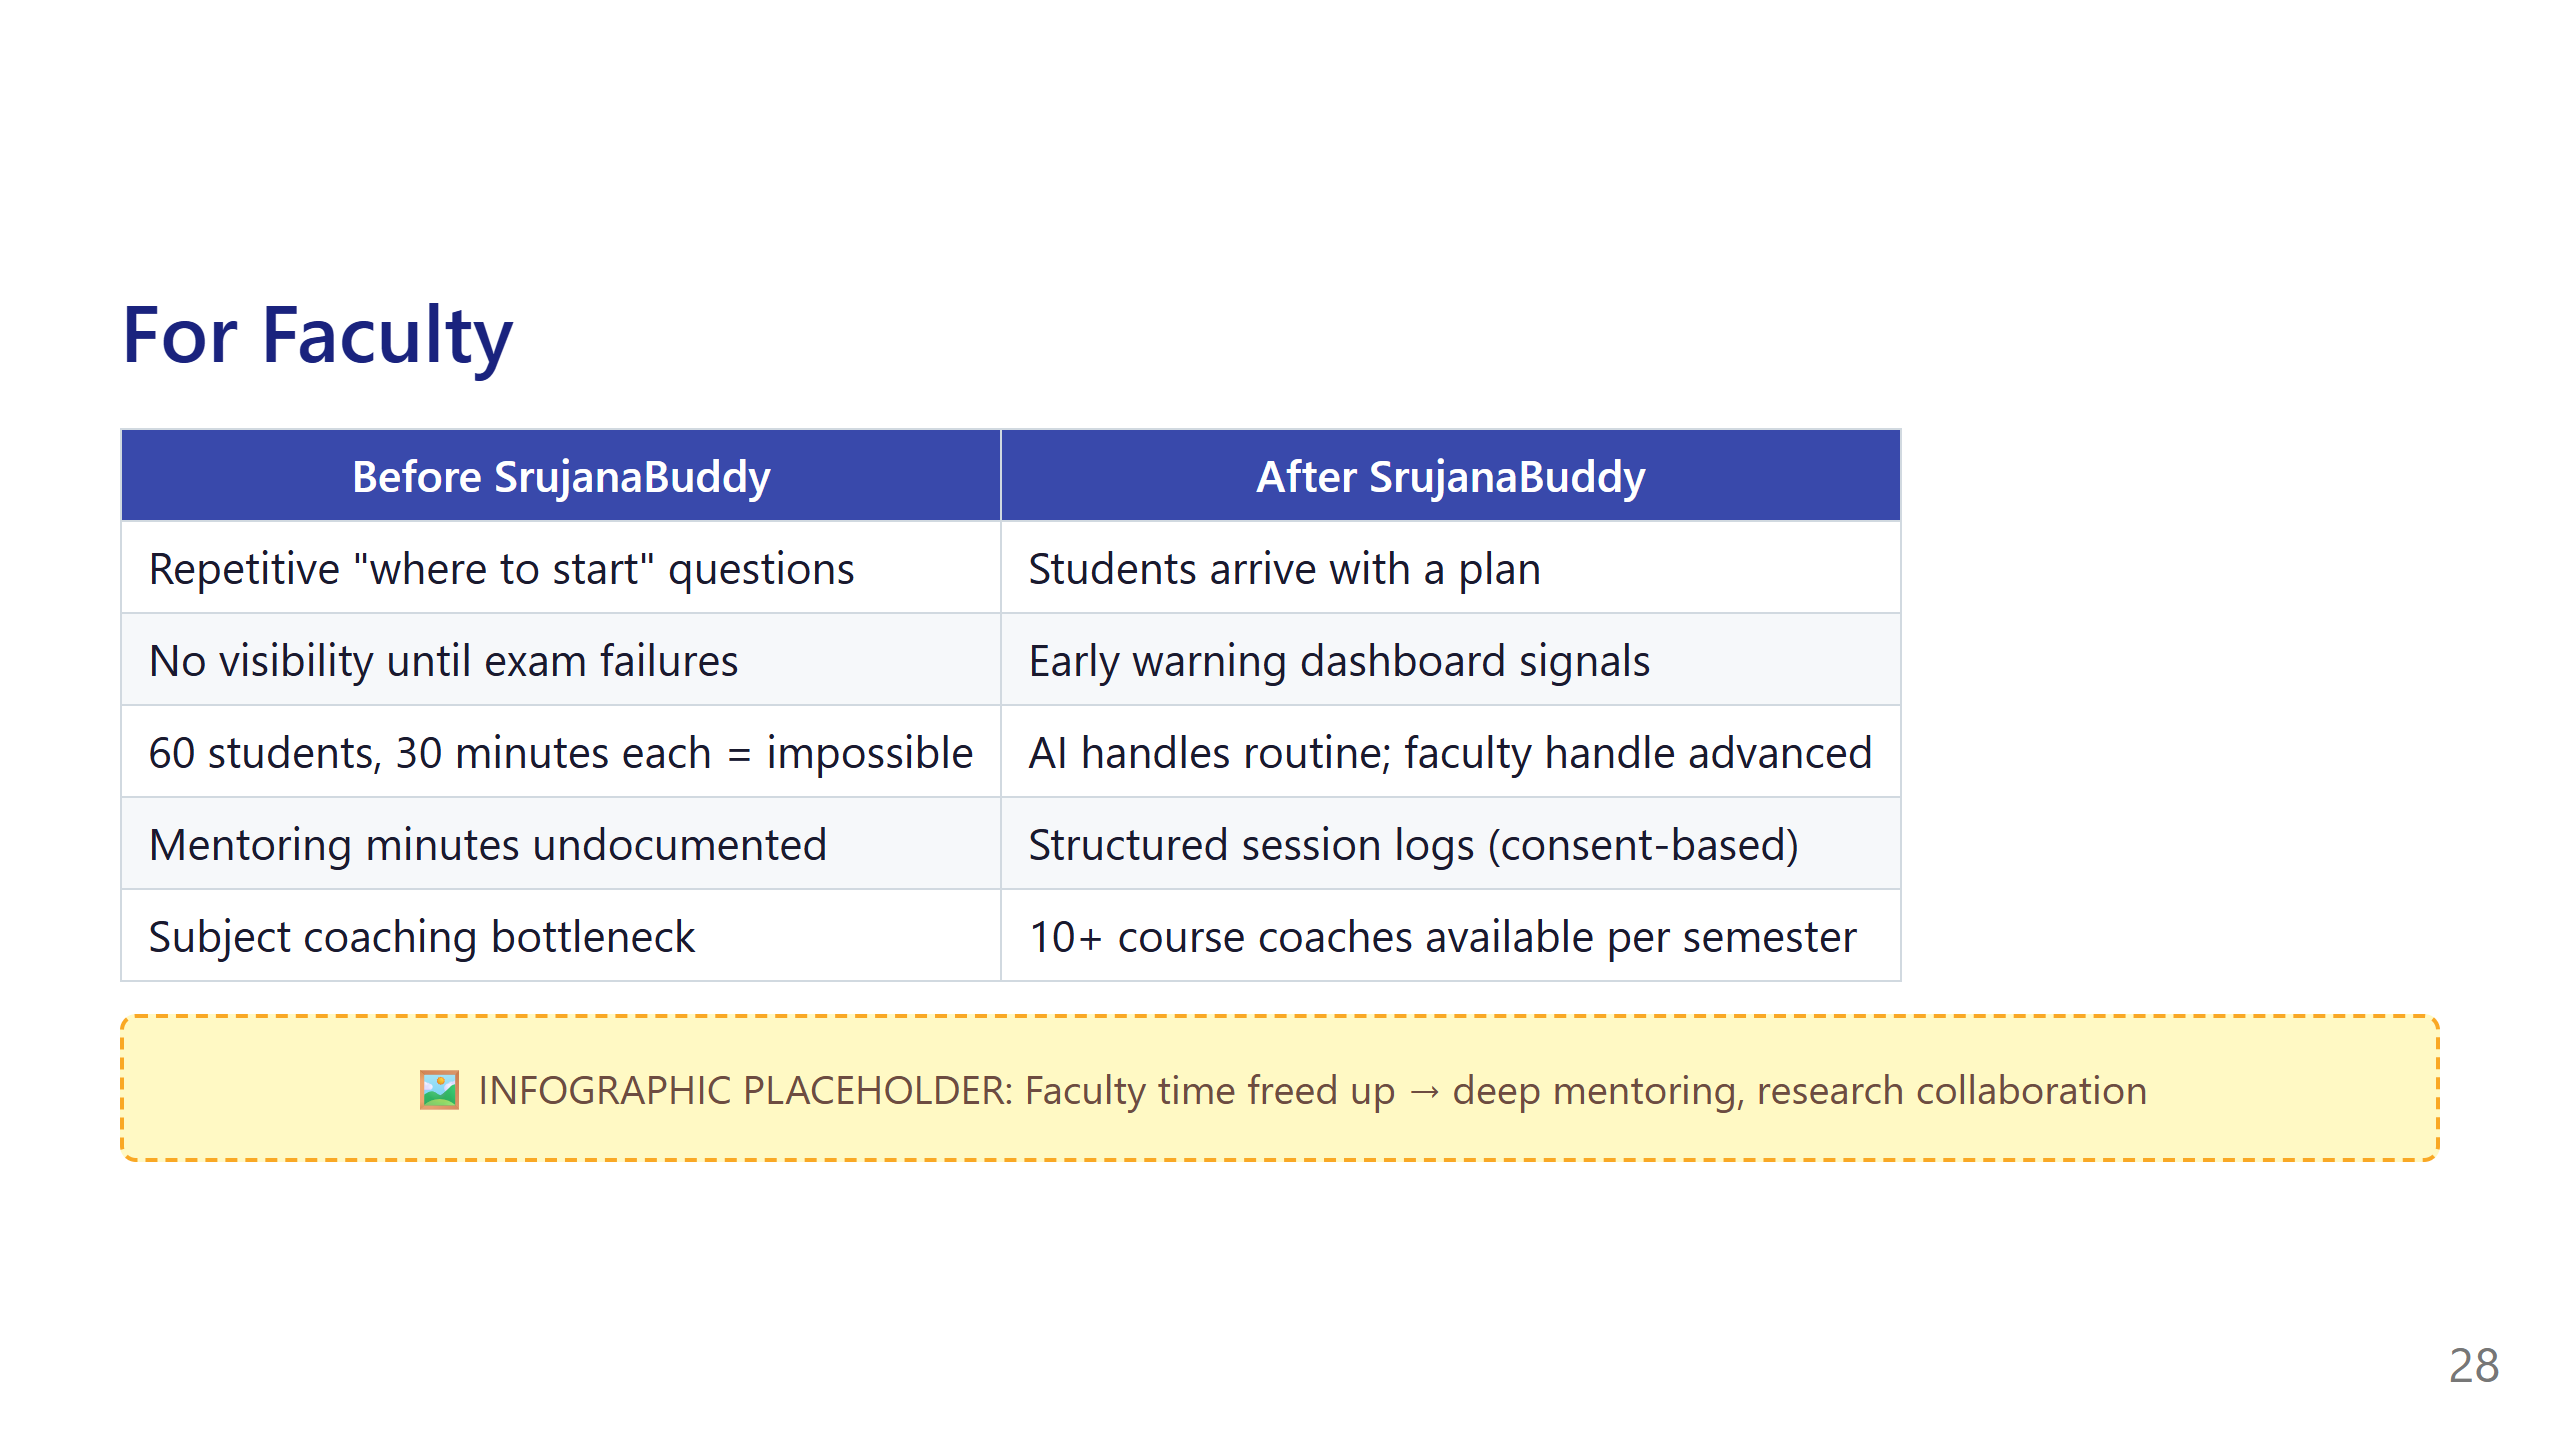 For Faculty
Before SrujanaBuddy
After SrujanaBuddy
Repetitive "where to start" questions
Students arrive with a plan
No visibility until exam failures
Early warning dashboard signals
60 students, 30 minutes each = impossible
AI handles routine; faculty handle advanced
Mentoring minutes undocumented
Structured session logs (consent-based)
Subject coaching bottleneck
10+ course coaches available per semester
INFOGRAPHIC PLACEHOLDER: Faculty time freed up → deep mentoring, research collaboration
28